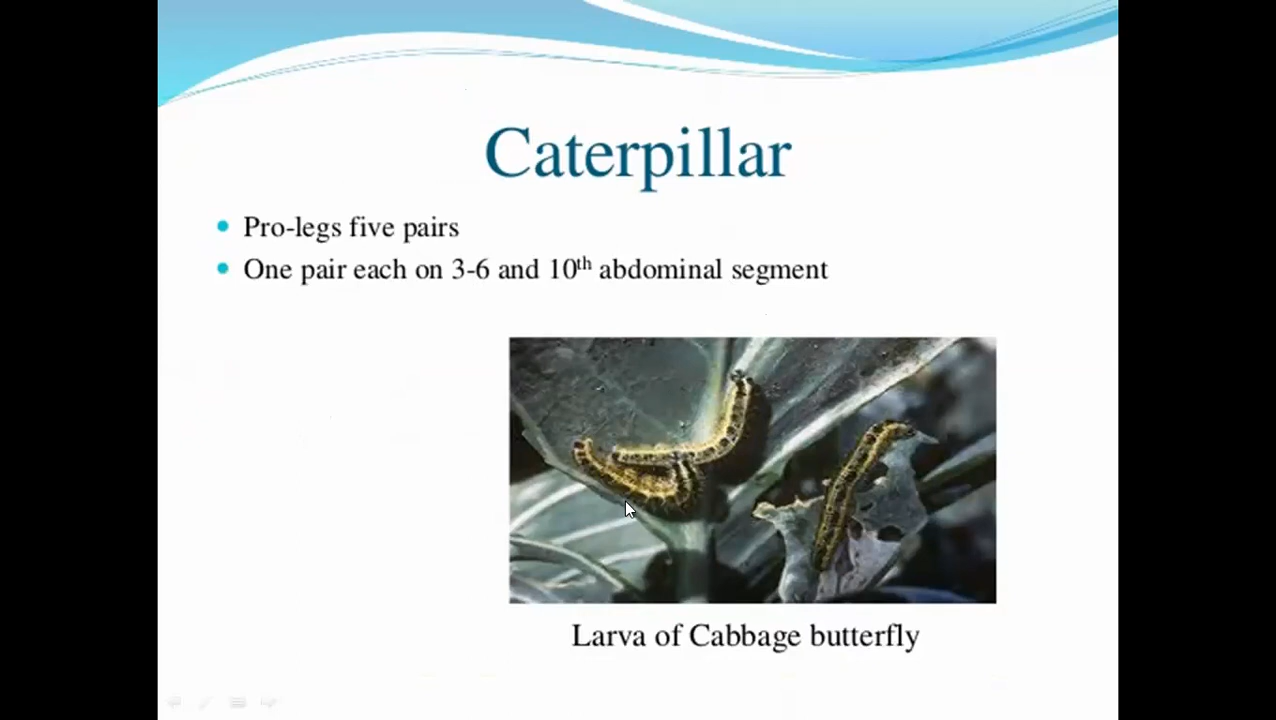 Caterpillar
Pro-legs five pairs
One pair each on 3-6 and 10th abdominal segment
Larva of Cabbage butterfly